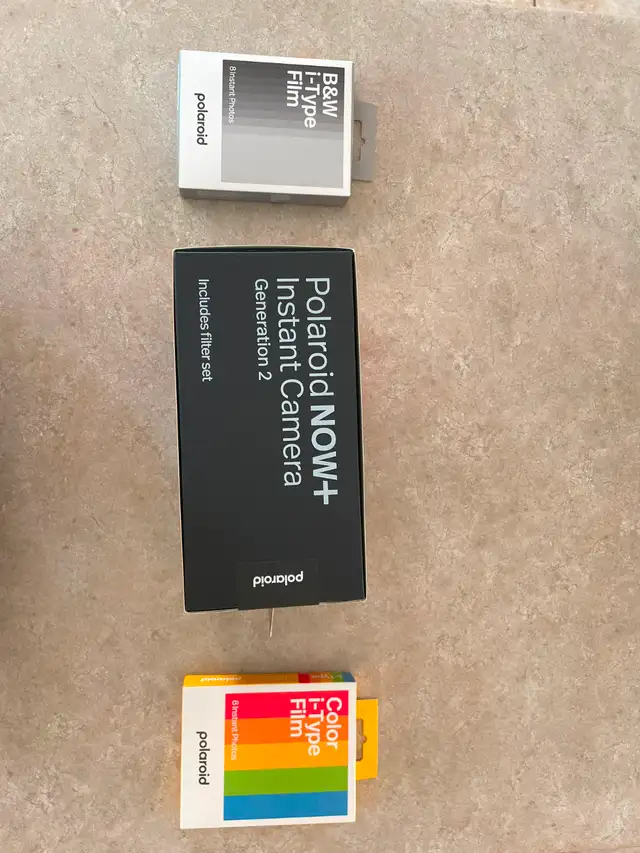 B&W
i-Type
Film
8 Instant Photos
polaroid
Polaroid NOW+
Instant Camera
Generation 2
Includes filter set
polaroid
polaroid
Color
i-Type
Film
8 Instant Photos
polaroid